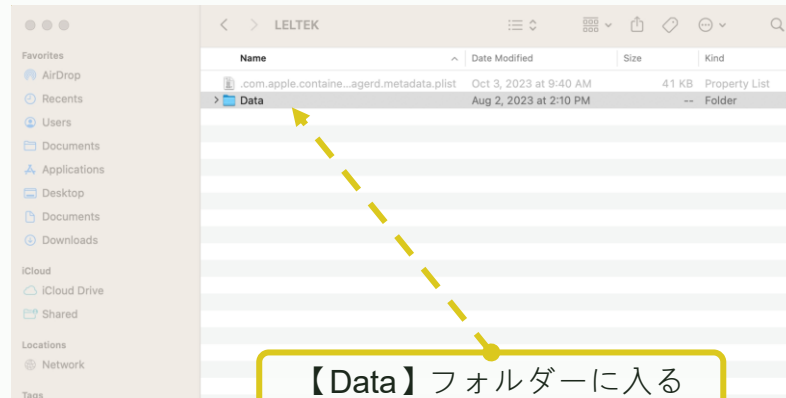 LELTEK
Favorites
AirDrop
Recents
Users
Documents
Applications
Desktop
Documents
Downloads
iCloud
iCloud Drive
Shared
Locations
Network
Tags
Name Date Modified Size Kind
.com.apple.containe...agerd.metadata.plist Oct 3, 2023 at 9:40 AM 41 KB Property List
Data Aug 2, 2023 at 2:10 PM -- Folder
【Data】フォルダーに入る